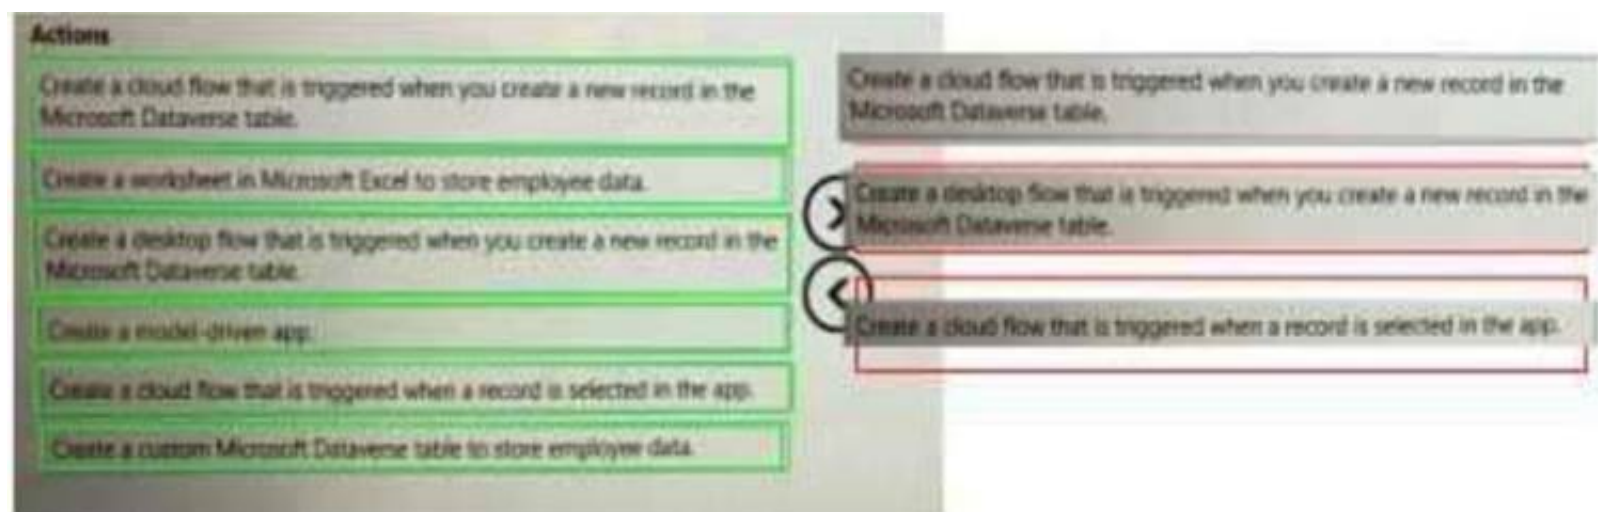 Actions
Create a cloud flow that is triggered when you create a new record in the
Microsoft Dataverse table.
Create a worksheet in Microsoft Excel to store employee data.
Create a desktop flow that is triggered when you create a new record in the
Microsoft Dataverse table.
Create a model-driven app.
Create a cloud flow that is triggered when a record is selected in the app.
Create a custom Microsoft Dataverse table to store employee data.
Create a cloud flow that is triggered when you create a new record in the
Microsoft Dataverse table.
Create a desktop flow that is triggered when you create a new record in the
Microsoft Dataverse table.
Create a cloud flow that is triggered when a record is selected in the app.